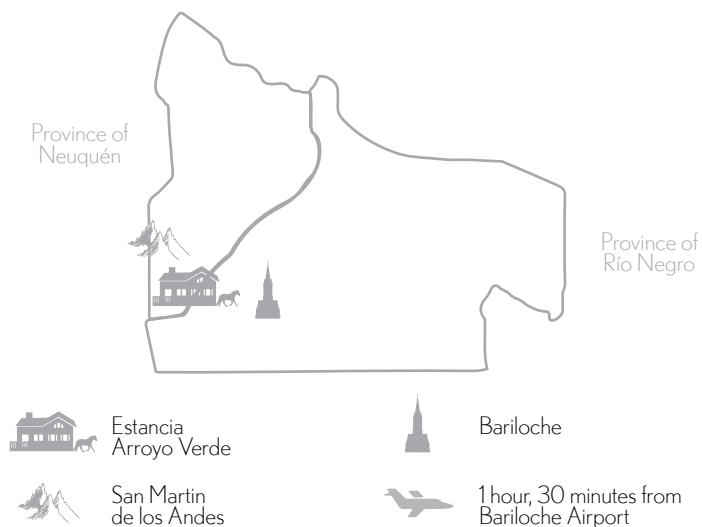 Province of
Neuquén
Province of
Río Negro
Estancia
Arroyo Verde
Bariloche
San Martin
de los Andes
1 hour, 30 minutes from
Bariloche Airport